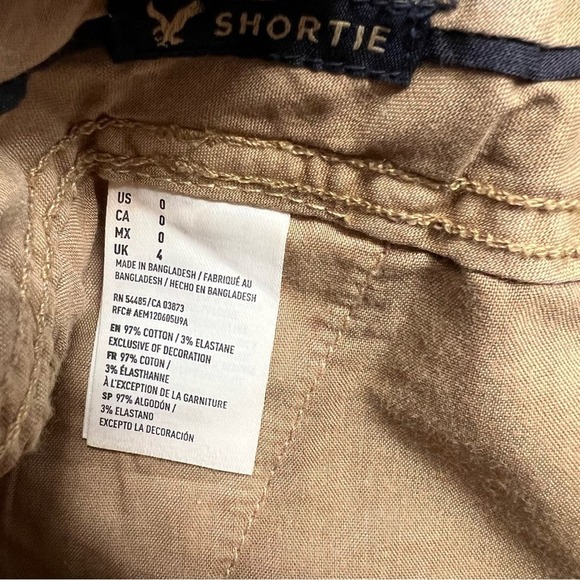 SHORTIE
US 0
CA 0
MX 0
UK 4
MADE IN BANGLADESH / FABRIQUÉ AU
BANGLADESH / HECHO EN BANGLADESH
RN 54485/CA 03873
RFC# AEM120605U9A
EN 97% COTTON / 3% ELASTANE
EXCLUSIVE OF DECORATION
FR 97% COTON /
3% ÉLASTHANNE
À L'EXCEPTION DE LA GARNITURE
SP 97% ALGODÓN /
3% ELASTANO
EXCEPTO LA DECORACIÓN